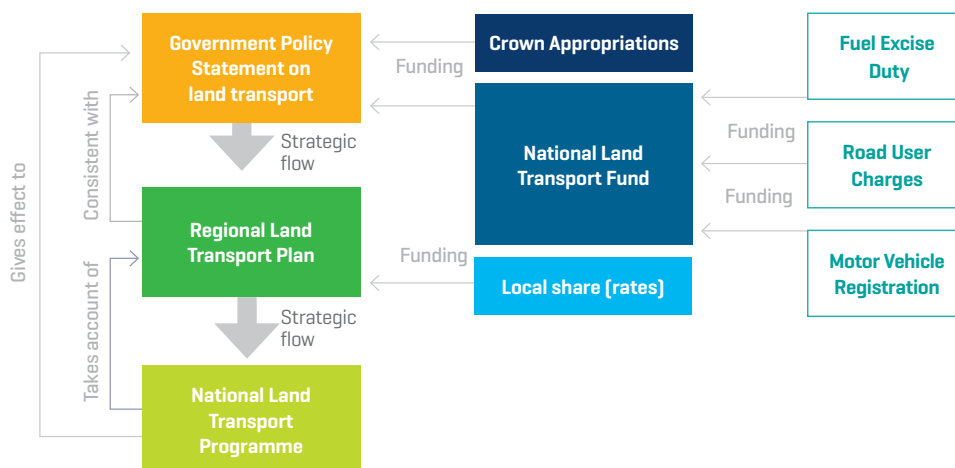 Government Policy
Statement on
land transport
Crown Appropriations
Fuel Excise
Duty
Funding
Consistent with
Strategic
flow
National Land
Transport Fund
Funding
Road User
Charges
Funding
Gives effect to
Regional Land
Transport Plan
Funding
Local share (rates)
Motor Vehicle
Registration
Takes account of
Strategic
flow
National Land
Transport
Programme